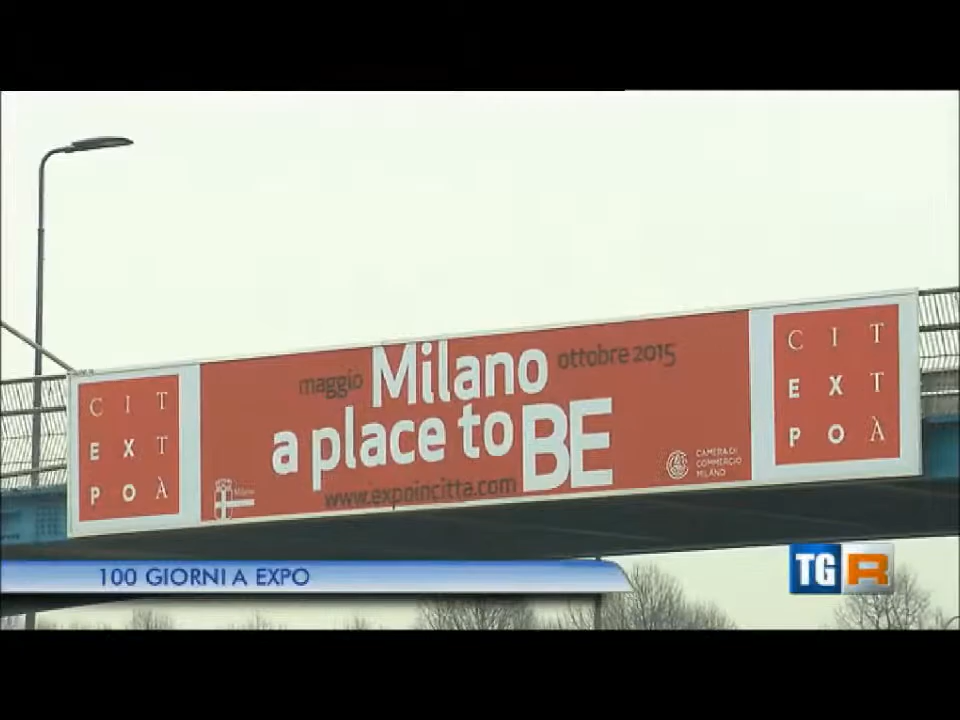 CIT
EXT
POÀ
maggio Milano ottobre 2015
a place to BE
www.expoincitta.com
Milano
CAMERA DI
COMMERCIO
MILANO
CIT
EXT
POÀ
100 GIORNI A EXPO
TGR